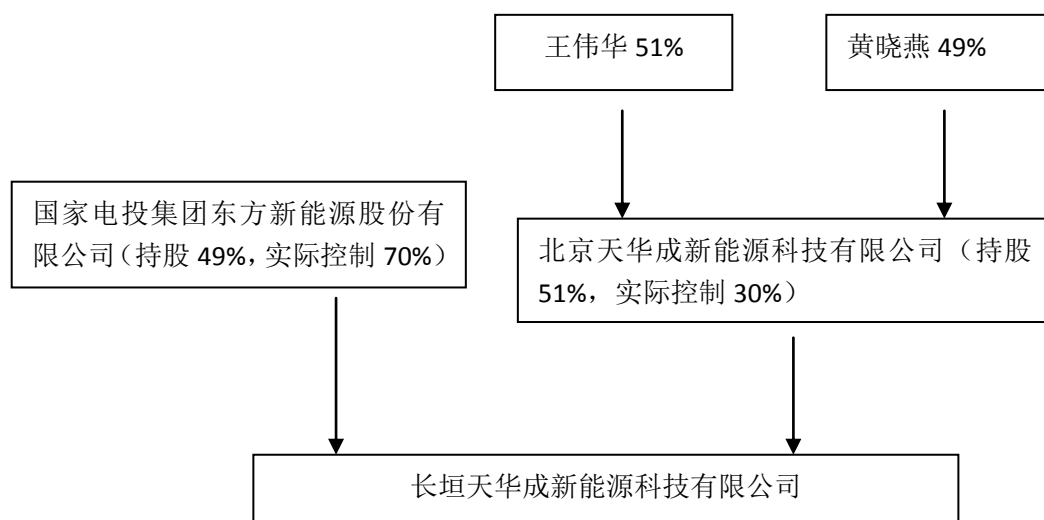 王伟华 51%
黄晓燕 49%
国家电投集团东方新能源股份有
限公司（持股 49%，实际控制 70%）
北京天华成新能源科技有限公司（持股
51%，实际控制 30%）
长垣天华成新能源科技有限公司